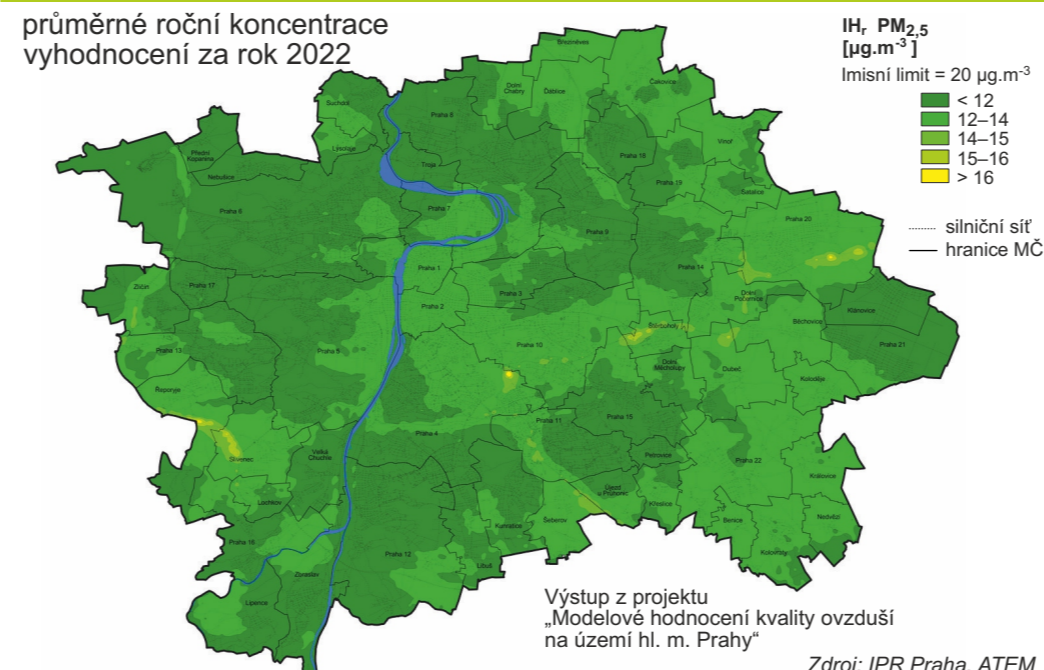 průměrné roční koncentrace
vyhodnocení za rok 2022
IHr PM2,5
[µg.m-3 ]
Imisní limit = 20 µg.m-3
< 12
12–14
14–15
15–16
> 16
silniční síť
hranice MČ
Březiněves
Dolní
Chabry
Ďáblice
Čakovice
Suchdol
Praha 8
Lysolaje
Přední
Kopanina
Nebušice
Troja
Praha 18
Vinoř
Praha 19
Satalice
Praha 6
Praha 7
Praha 9
Praha 20
Praha 1
Praha 14
Zličín
Praha 17
Praha 2
Praha 3
Dolní
Počernice
Klánovice
Běchovice
Štěrboholy
Praha 21
Praha 13
Praha 5
Praha 10
Dolní
Měcholupy
Dubeč
Koloděje
Řeporyje
Praha 4
Praha 11
Praha 15
Slivenec
Velká
Chuchle
Petrovice
Praha 22
Královice
Lochkov
Újezd
u Průhonic
Křeslice
Kunratice
Šeberov
Benice
Nedvězí
Praha 16
Praha 12
Kolovraty
Libuš
Zbraslav
Lipence
Výstup z projektu
„Modelové hodnocení kvality ovzduší
na území hl. m. Prahy“
Zdroj: IPR Praha, ATEM